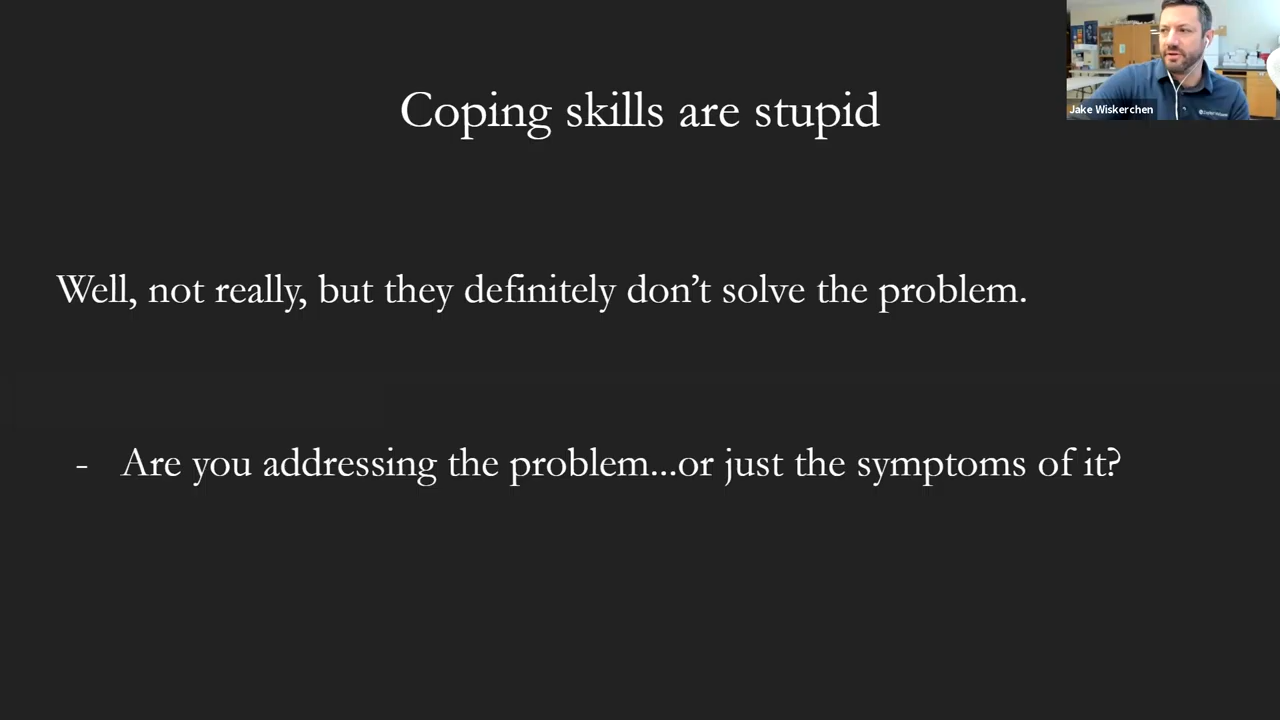 Coping skills are stupid
Jake Wiskerchen
Well, not really, but they definitely don’t solve the problem.
- Are you addressing the problem...or just the symptoms of it?